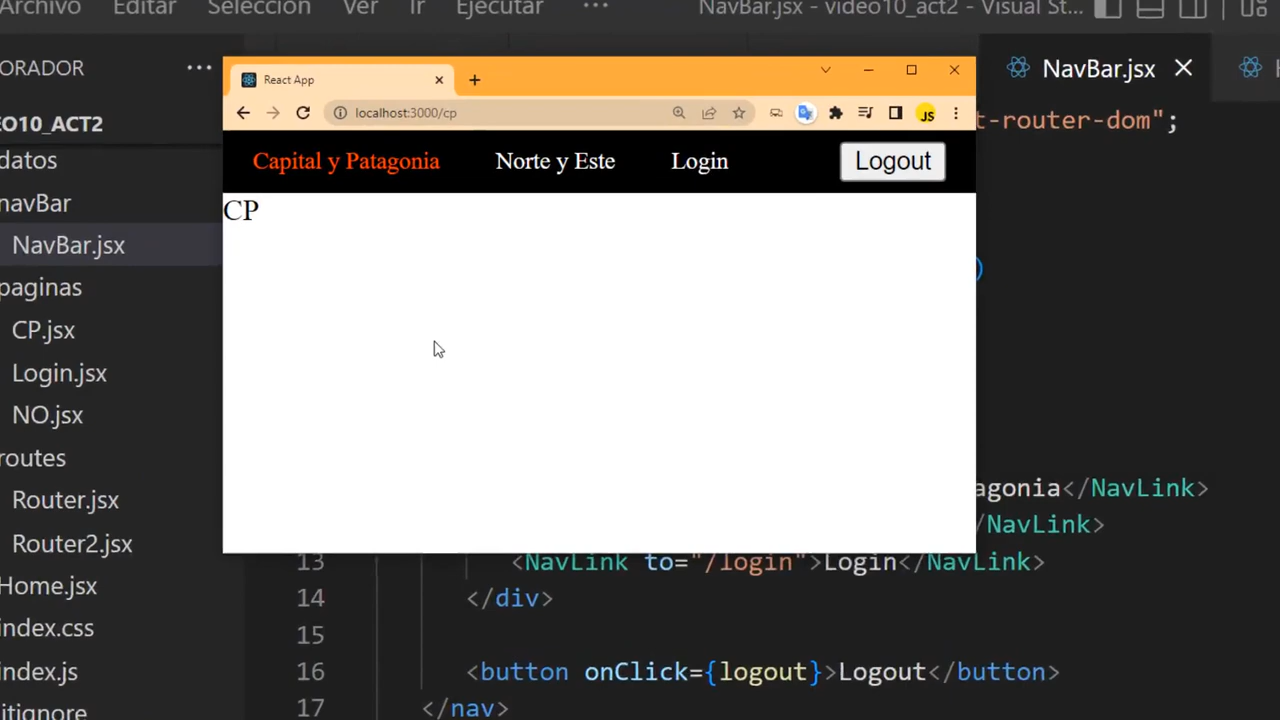 Archivo Editar Selección Ver Ir Ejecutar ··· NavBar.jsx - video10_act2 - Visual St...
ORADOR ···
EO10_ACT2
datos
navBar
NavBar.jsx
paginas
CP.jsx
Login.jsx
NO.jsx
routes
Router.jsx
Router2.jsx
Home.jsx
index.css
index.js
gitignore
NavBar.jsx
t-router-dom";
React App
localhost:3000/cp
JS
Capital y Patagonia Norte y Este Login Logout
CP
)
agonia</NavLink>
</NavLink>
13 <NavLink to="/login">Login</NavLink>
14 </div>
15
16 <button onClick={logout}>Logout</button>
17 </nav>